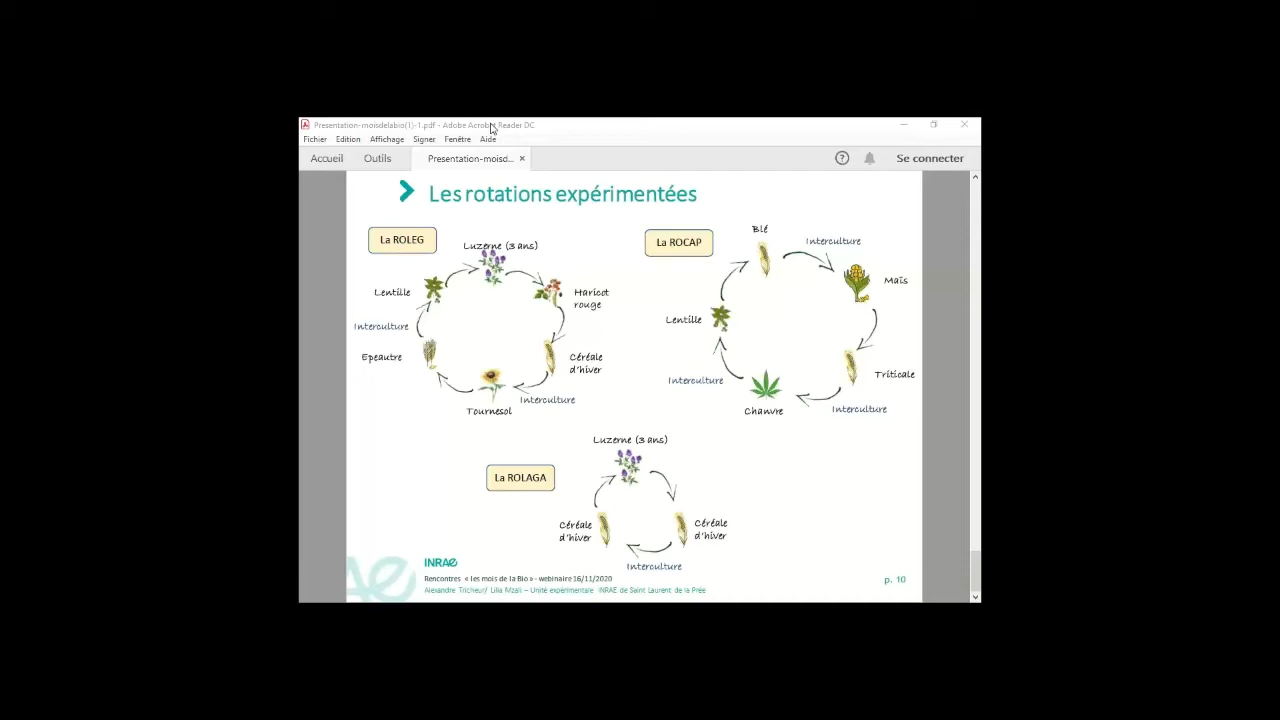 Presentation-moisdelabio(1)-1.pdf - Adobe Acrobat Reader DC
Fichier Edition Affichage Signer Fenêtre Aide
Accueil Outils Presentation-moisd... × Se connecter
Les rotations expérimentées
La ROLEG
Luzerne (3 ans)
Haricot
rouge
Céréale
d'hiver
Interculture
Tournesol
Epeautre
Interculture
Lentille
La ROCAP
Blé
Interculture
Maïs
Triticale
Interculture
Chanvre
Interculture
Lentille
La ROLAGA
Luzerne (3 ans)
Céréale
d'hiver
Interculture
Céréale
d'hiver
INRAE
Rencontres « les mois de la Bio » - webinaire 16/11/2020
Alexandre Tricheur/ Lilia Mzali – Unité expérimentale INRAE de Saint Laurent de la Prée
p. 10